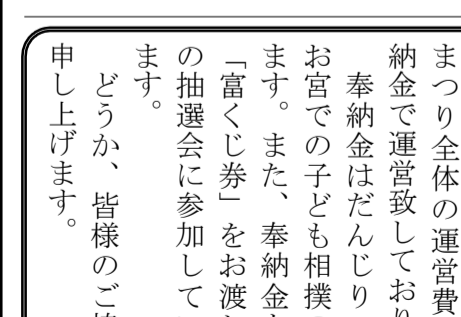 まつり全体の運営費
納金で運営致しており
奉納金はだんじり
お宮での子ども相撲
ます。また、奉納金
「富くじ券」をお渡
の抽選会に参加して
ます。
どうか、皆様のご
申し上げます。